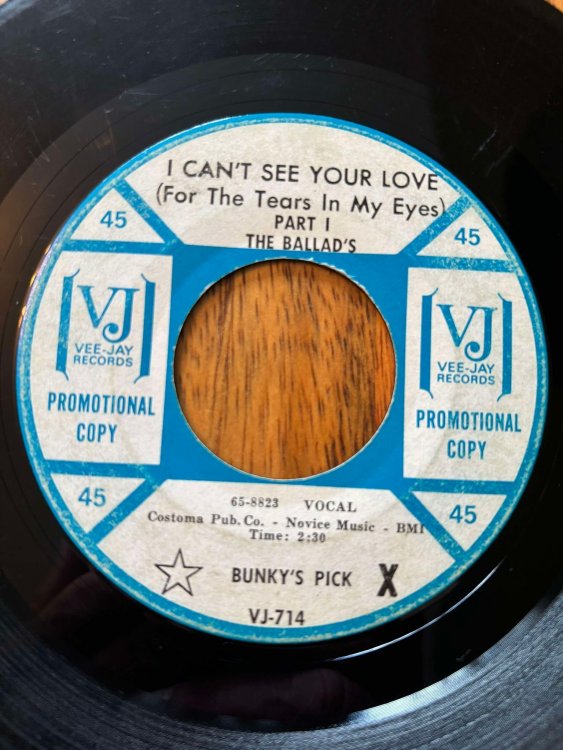 I CAN'T SEE YOUR LOVE
(For The Tears In My Eyes)
PART I
THE BALLAD'S
45
45
VJ
VEE-JAY
RECORDS
PROMOTIONAL
COPY
VJ
VEE-JAY
RECORDS
PROMOTIONAL
COPY
45
45
65-8823 VOCAL
Costoma Pub. Co. - Novice Music - BMI
Time: 2:30
BUNKY'S PICK X
VJ-714